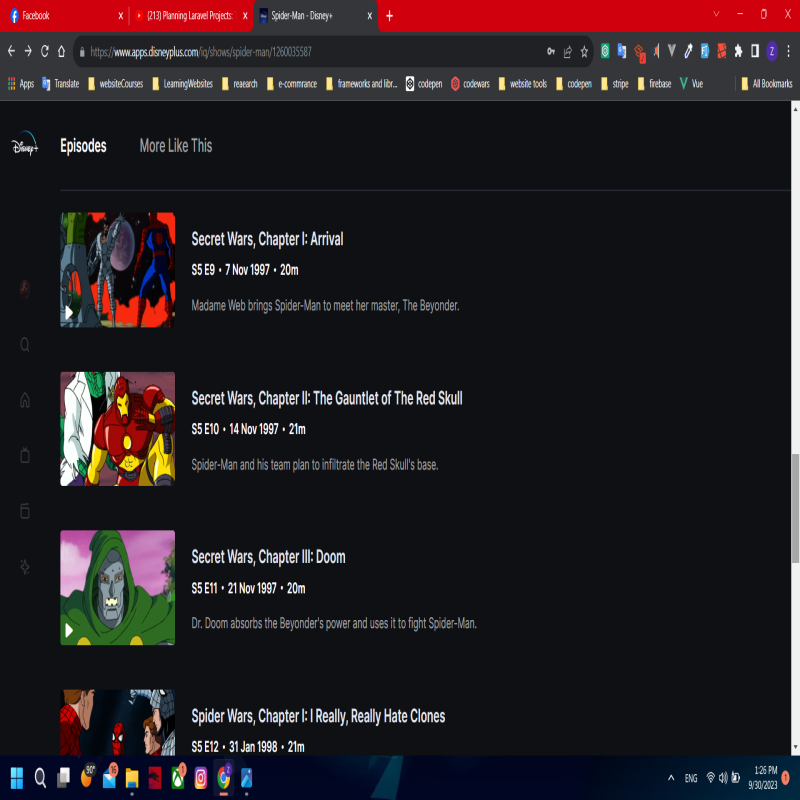 Facebook
(213) Planning Laravel Projects:
Spider-Man - Disney+
https://www.apps.disneyplus.com/iq/shows/spider-man/1260035587
Z
Apps
Translate
websiteCourses
LearningWebsites
reaearch
e-commrance
frameworks and libr...
codepen
codewars
website tools
codepen
stripe
firebase
Vue
All Bookmarks
Disney+
Episodes
More Like This
Secret Wars, Chapter I: Arrival
S5 E9 • 7 Nov 1997 • 20m
Madame Web brings Spider-Man to meet her master, The Beyonder.
Secret Wars, Chapter II: The Gauntlet of The Red Skull
S5 E10 • 14 Nov 1997 • 21m
Spider-Man and his team plan to infiltrate the Red Skull's base.
Secret Wars, Chapter III: Doom
S5 E11 • 21 Nov 1997 • 20m
Dr. Doom absorbs the Beyonder's power and uses it to fight Spider-Man.
Spider Wars, Chapter I: I Really, Really Hate Clones
S5 E12 • 31 Jan 1998 • 21m
90°
16
1
ENG
1:26 PM
9/30/2023
1